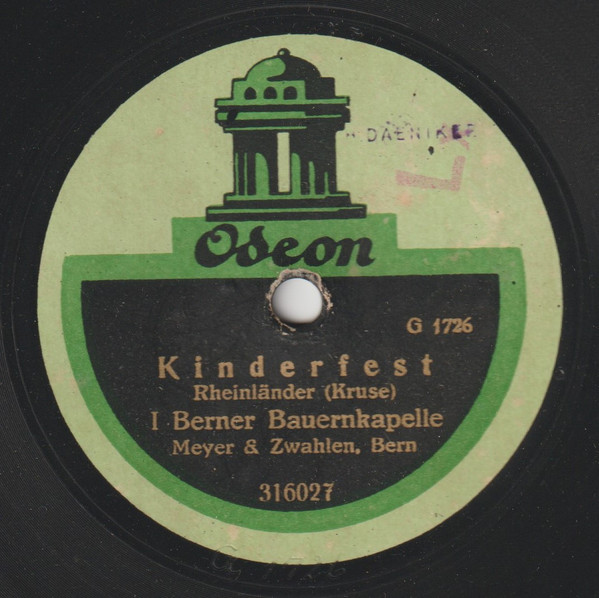 DAENIKER
Odeon
G 1726
Kinderfest
Rheinländer (Kruse)
I Berner Bauernkapelle
Meyer & Zwahlen, Bern
316027